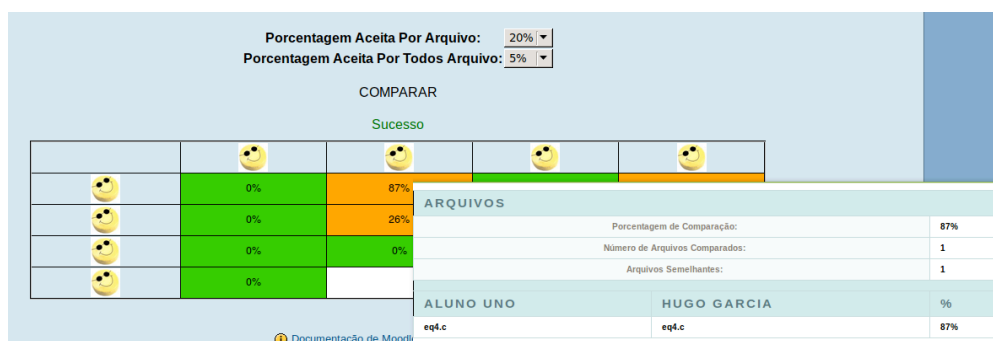 Porcentagem Aceita Por Arquivo: 20%
Porcentagem Aceita Por Todos Arquivo: 5%
COMPARAR
Sucesso
0% 87%
0% 26%
0% 0%
0%
ARQUIVOS
Porcentagem de Comparação: 87%
Número de Arquivos Comparados: 1
Arquivos Semelhantes: 1
ALUNO UNO HUGO GARCIA %
eq4.c eq4.c 87%
Documentação de Moodle